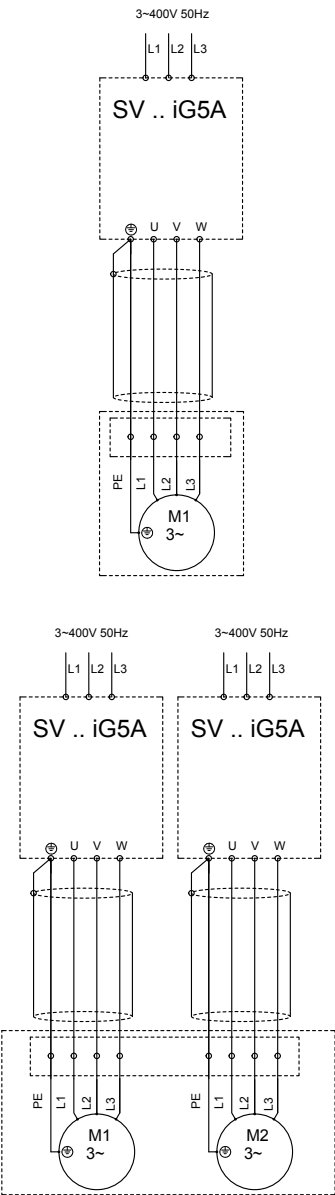 3~400V 50Hz
L1 L2 L3
SV .. iG5A
U V W
PE L1 L2 L3
M1
3~
3~400V 50Hz 3~400V 50Hz
L1 L2 L3 L1 L2 L3
SV .. iG5A SV .. iG5A
U V W U V W
PE L1 L2 L3 PE L1 L2 L3
M1 M2
3~ 3~